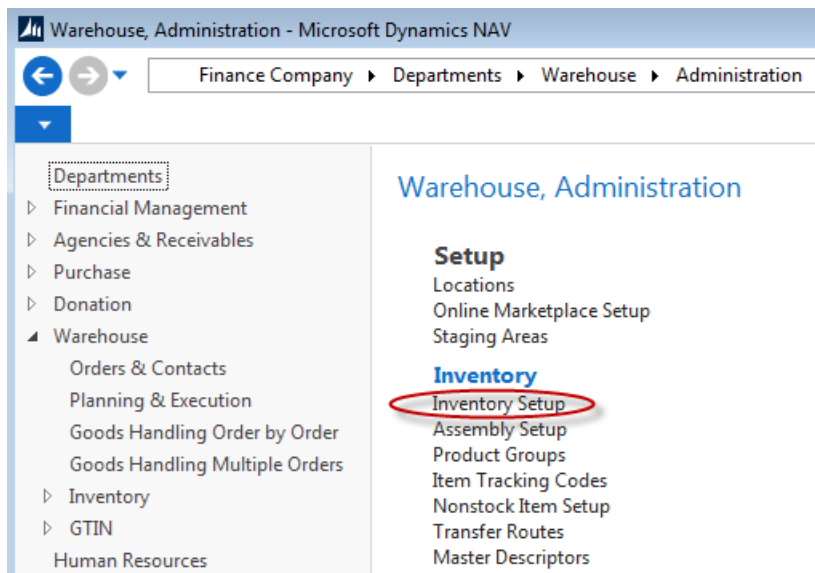 Warehouse, Administration - Microsoft Dynamics NAV
Finance Company ▸ Departments ▸ Warehouse ▸ Administration
Departments
Financial Management
Agencies & Receivables
Purchase
Donation
Warehouse
Orders & Contacts
Planning & Execution
Goods Handling Order by Order
Goods Handling Multiple Orders
Inventory
GTIN
Human Resources
Warehouse, Administration
Setup
Locations
Online Marketplace Setup
Staging Areas
Inventory
Inventory Setup
Assembly Setup
Product Groups
Item Tracking Codes
Nonstock Item Setup
Transfer Routes
Master Descriptors